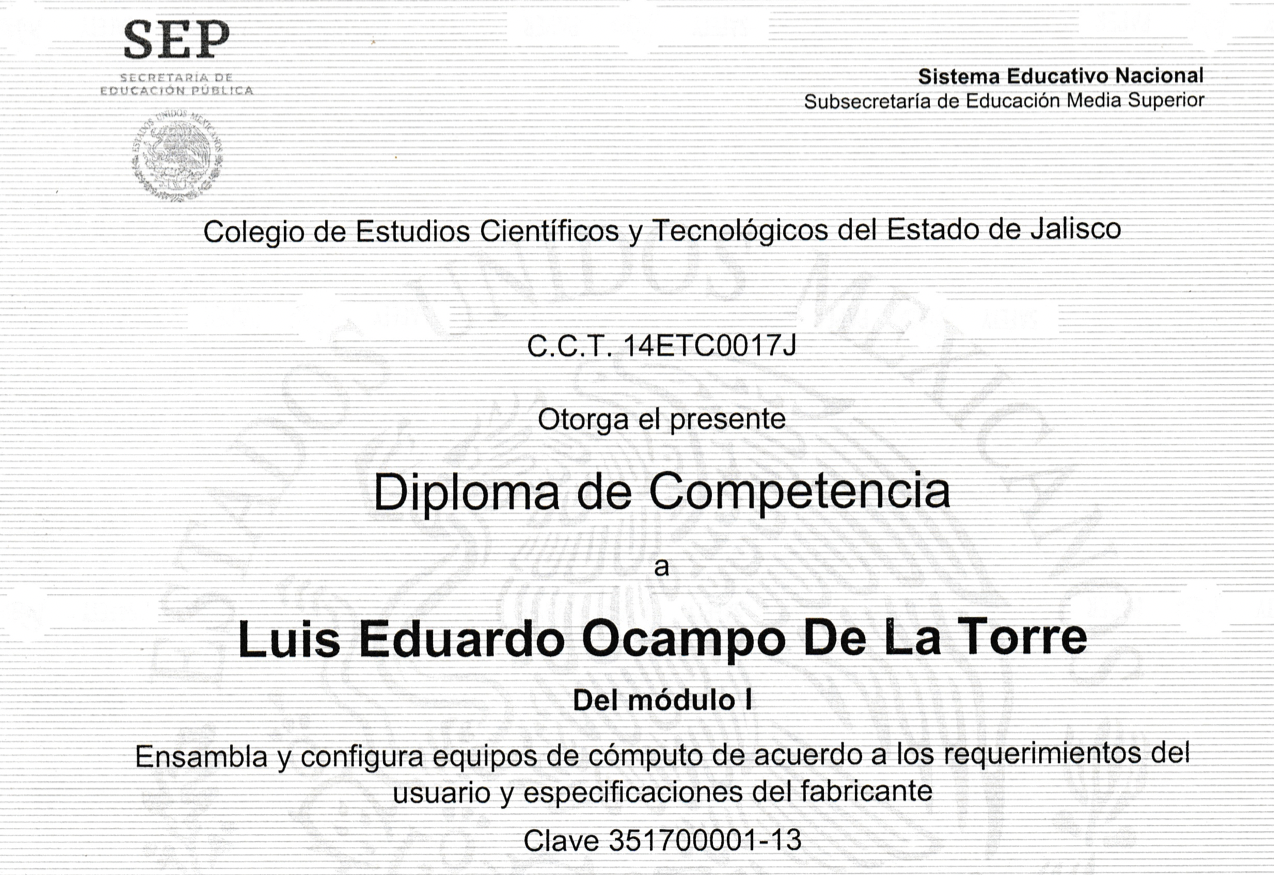 SEP
SECRETARÍA DE
EDUCACIÓN PÚBLICA
ESTADOS UNIDOS MEXICANOS
Sistema Educativo Nacional
Subsecretaría de Educación Media Superior
Colegio de Estudios Científicos y Tecnológicos del Estado de Jalisco
ESTADOS UNIDOS MEXICANOS
C.C.T. 14ETC0017J
Otorga el presente
Diploma de Competencia
a
Luis Eduardo Ocampo De La Torre
Del módulo I
Ensambla y configura equipos de cómputo de acuerdo a los requerimientos del
usuario y especificaciones del fabricante
Clave 351700001-13